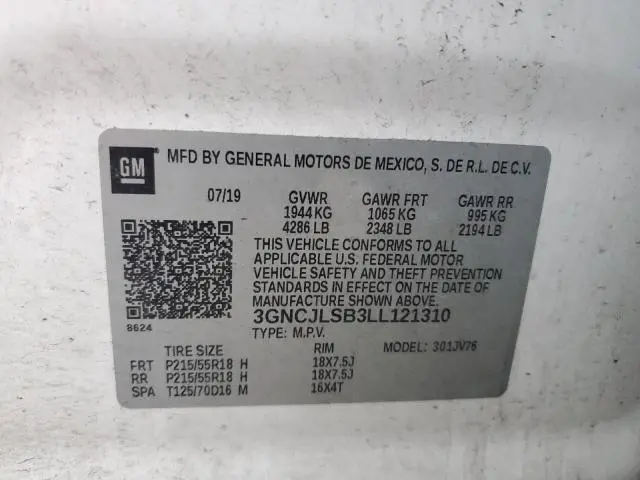 GM MFD BY GENERAL MOTORS DE MEXICO, S. DE R.L. DE C.V.
07/19 GVWR GAWR FRT GAWR RR
1944 KG 1065 KG 995 KG
4286 LB 2348 LB 2194 LB
THIS VEHICLE CONFORMS TO ALL
APPLICABLE U.S. FEDERAL MOTOR
VEHICLE SAFETY AND THEFT PREVENTION
STANDARDS IN EFFECT ON THE DATE OF
MANUFACTURE SHOWN ABOVE.
8624 3GNCJLSB3LL121310
TYPE: M.P.V. MODEL: 301JV76
TIRE SIZE RIM
FRT P215/55R18 H 18X7.5J
RR P215/55R18 H 18X7.5J
SPA T125/70D16 M 16X4T